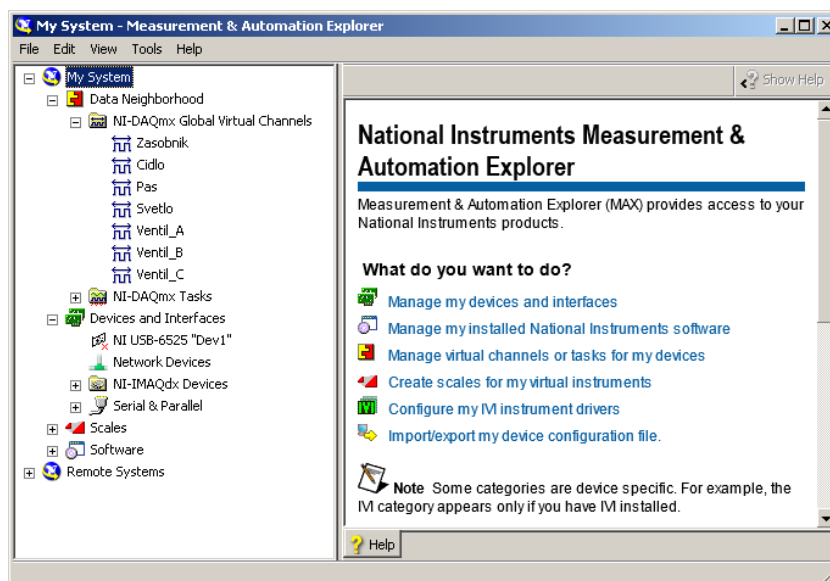 My System - Measurement & Automation Explorer
File Edit View Tools Help
My System
Data Neighborhood
NI-DAQmx Global Virtual Channels
Zasobnik
Cidlo
Pas
Svetlo
Ventil_A
Ventil_B
Ventil_C
NI-DAQmx Tasks
Devices and Interfaces
NI USB-6525 "Dev1"
Network Devices
NI-IMAQdx Devices
Serial & Parallel
Scales
Software
Remote Systems
Show Help
National Instruments Measurement &
Automation Explorer
Measurement & Automation Explorer (MAX) provides access to your
National Instruments products.
What do you want to do?
Manage my devices and interfaces
Manage my installed National Instruments software
Manage virtual channels or tasks for my devices
Create scales for my virtual instruments
Configure my IVI instrument drivers
Import/export my device configuration file.
Note Some categories are device specific. For example, the
IVI category appears only if you have IVI installed.
Help